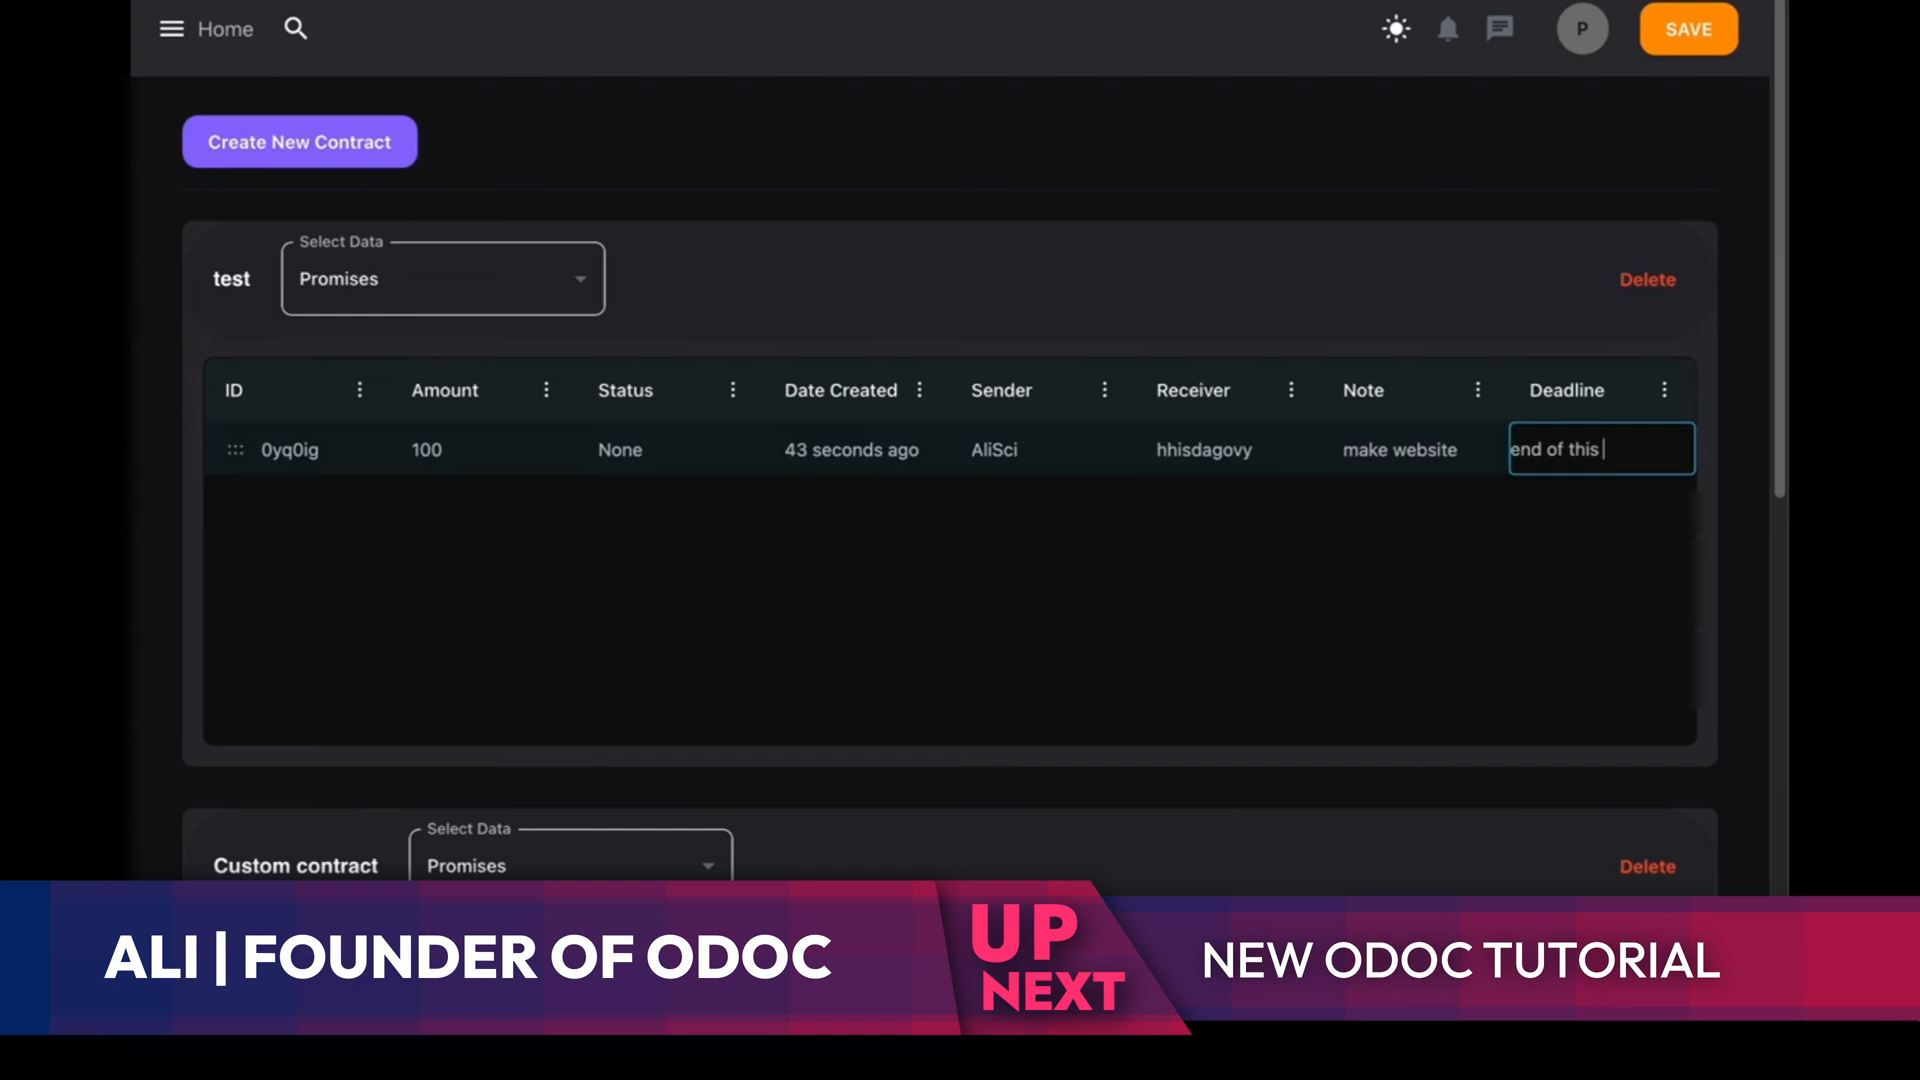 Home
P
SAVE
Create New Contract
Select Data
test
Promises
Delete
ID Amount Status Date Created Sender Receiver Note Deadline
0yq0ig 100 None 43 seconds ago AliSci hhisdagovy make website end of this
Select Data
Custom contract
Promises
Delete
ALI | FOUNDER OF ODOC
UP
NEXT
NEW ODOC TUTORIAL